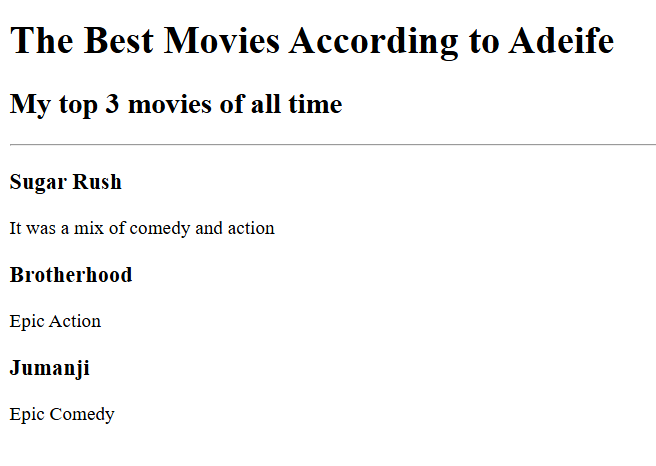 The Best Movies According to Adeife
My top 3 movies of all time
Sugar Rush
It was a mix of comedy and action
Brotherhood
Epic Action
Jumanji
Epic Comedy